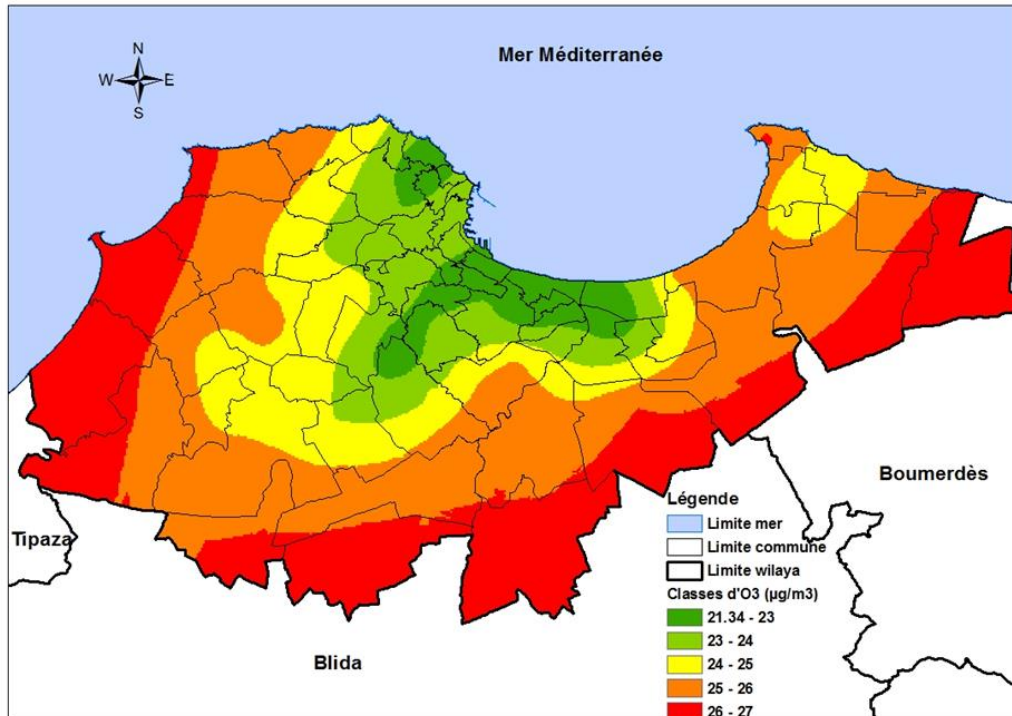 Mer Méditerranée
N
W E
S
Boumerdès
Tipaza
Blida
Légende
Limite mer
Limite commune
Limite wilaya
Classes d'O3 (µg/m3)
21.34 - 23
23 - 24
24 - 25
25 - 26
26 - 27